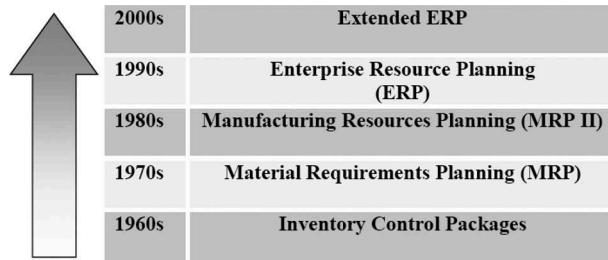 2000s Extended ERP
1990s Enterprise Resource Planning
(ERP)
1980s Manufacturing Resources Planning (MRP II)
1970s Material Requirements Planning (MRP)
1960s Inventory Control Packages